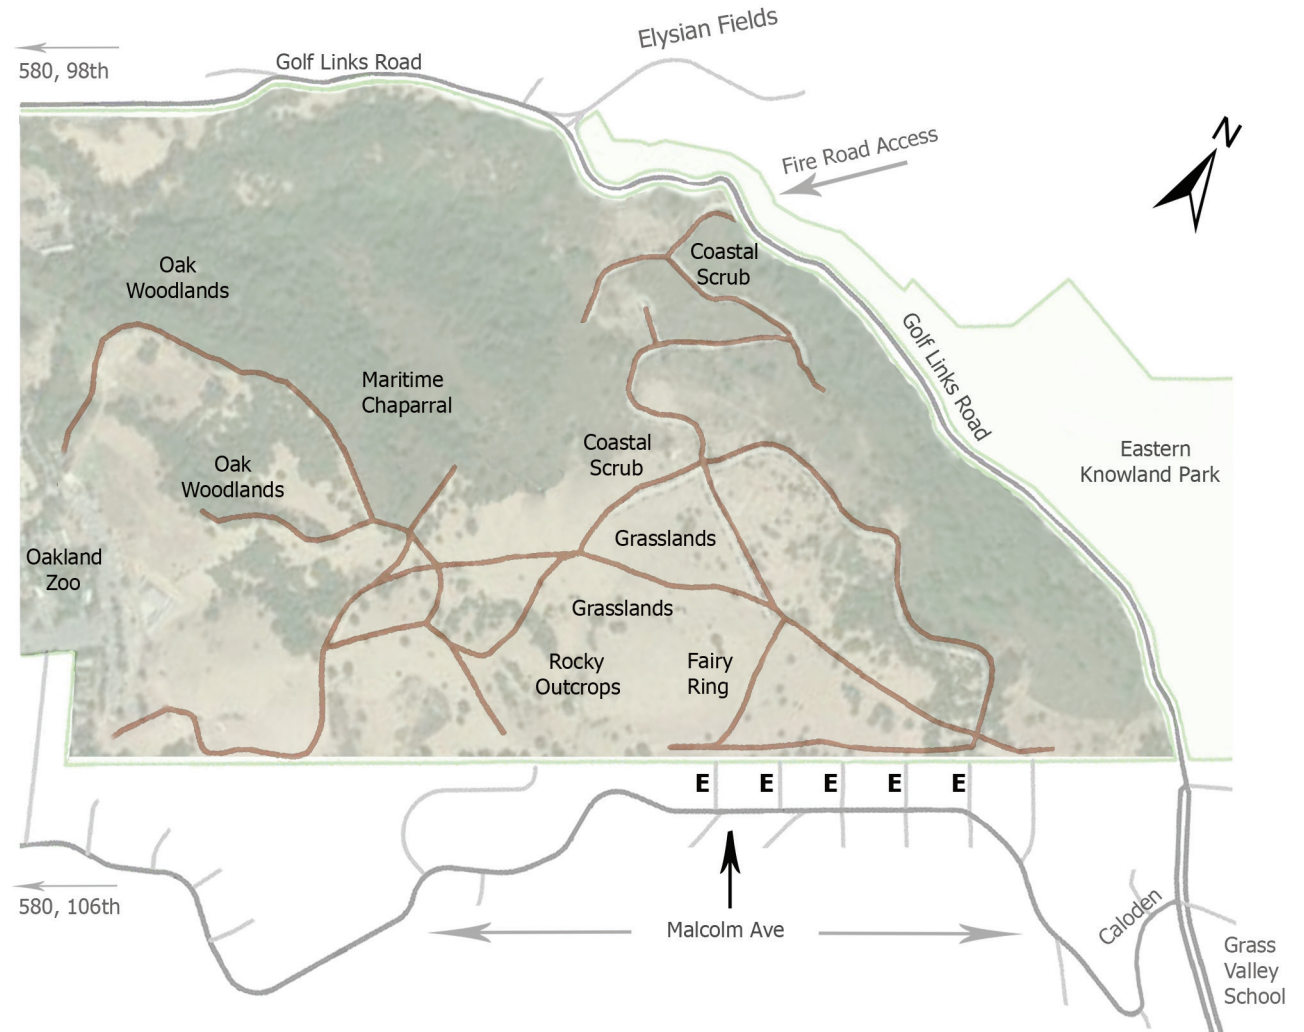 Elysian Fields
Golf Links Road
580, 98th
N
Fire Road Access
Coastal
Scrub
Oak
Woodlands
Golf Links Road
Maritime
Chaparral
Coastal
Scrub
Eastern
Knowland Park
Oak
Woodlands
Grasslands
Oakland
Zoo
Grasslands
Rocky
Outcrops
Fairy
Ring
E E E E E
580, 106th
Malcolm Ave
Caloden
Grass
Valley
School